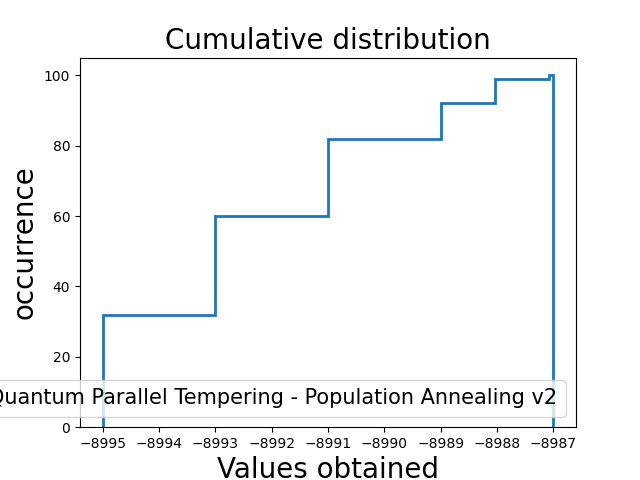 Cumulative distribution
occurrence
100
80
60
40
20
0
Quantum Parallel Tempering - Population Annealing v2
−8995 −8994 −8993 −8992 −8991 −8990 −8989 −8988 −8987
Values obtained